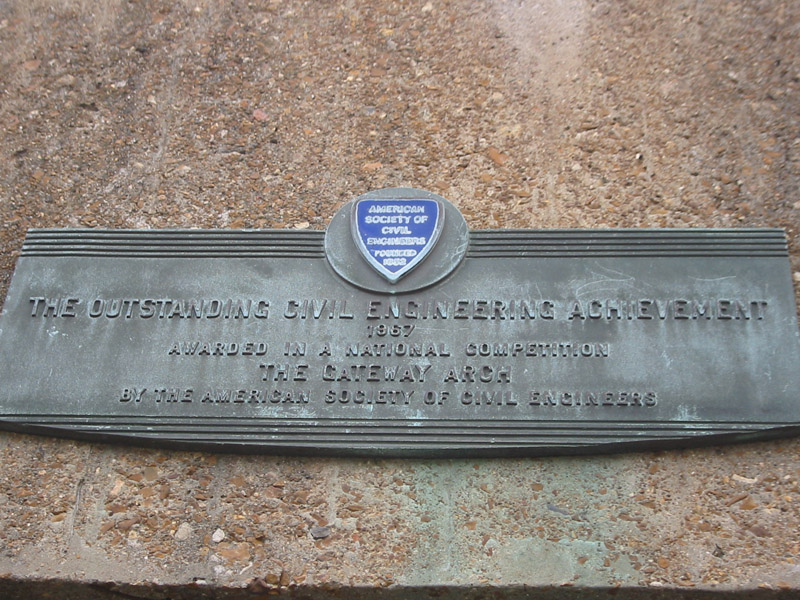 AMERICAN
SOCIETY OF
CIVIL
ENGINEERS
FOUNDED
1852
THE OUTSTANDING CIVIL ENGINEERING ACHIEVEMENT
1967
AWARDED IN A NATIONAL COMPETITION
THE GATEWAY ARCH
BY THE AMERICAN SOCIETY OF CIVIL ENGINEERS